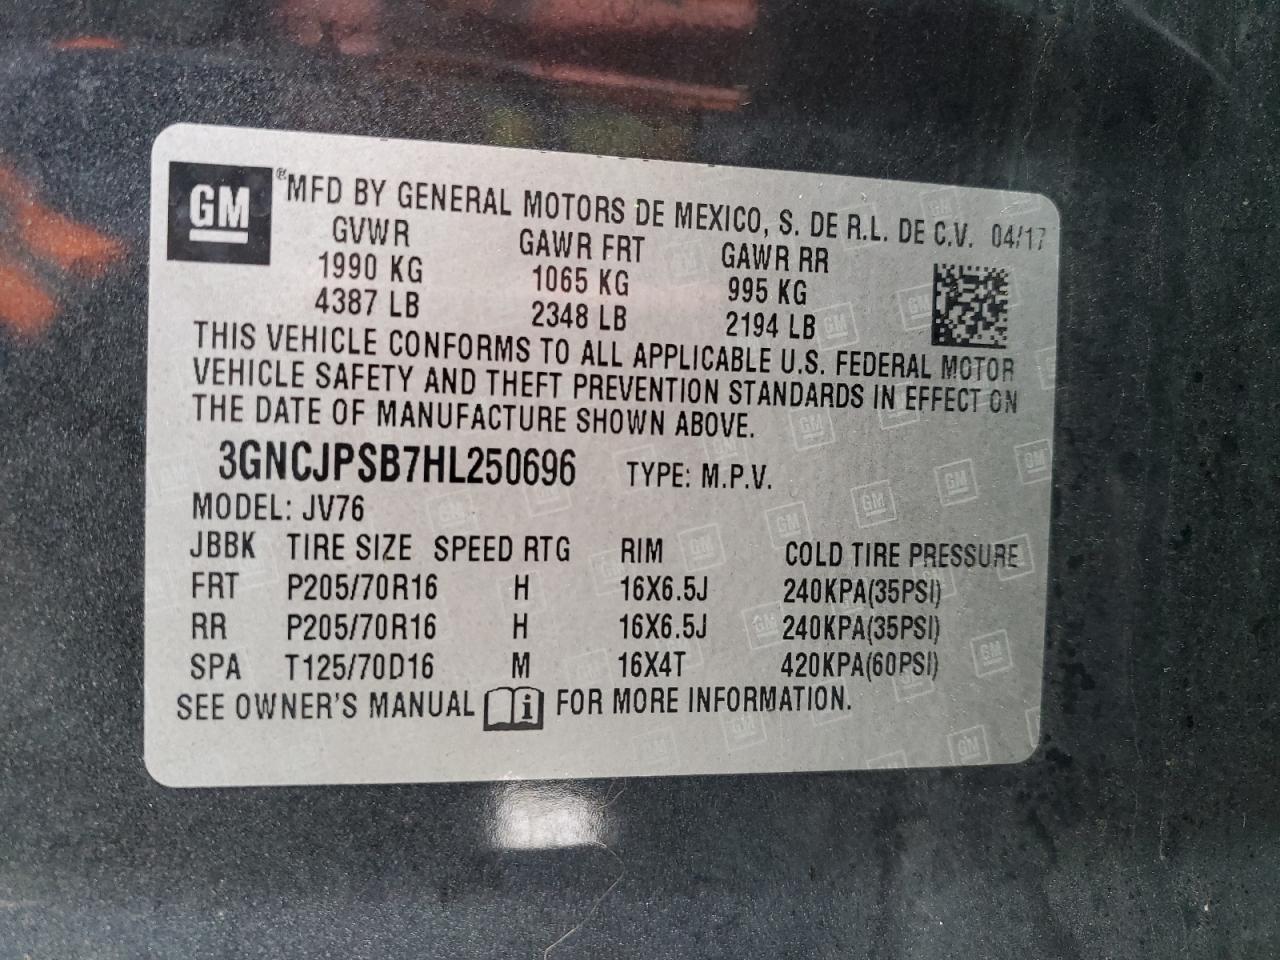 GM ® MFD BY GENERAL MOTORS DE MEXICO, S. DE R.L. DE C.V. 04/17
GVWR GAWR FRT GAWR RR
1990 KG 1065 KG 995 KG
4387 LB 2348 LB 2194 LB
THIS VEHICLE CONFORMS TO ALL APPLICABLE U.S. FEDERAL MOTOR
VEHICLE SAFETY AND THEFT PREVENTION STANDARDS IN EFFECT ON
THE DATE OF MANUFACTURE SHOWN ABOVE.
3GNCJPSB7HL250696 TYPE: M.P.V.
MODEL: JV76
JBBK TIRE SIZE SPEED RTG RIM COLD TIRE PRESSURE
FRT P205/70R16 H 16X6.5J 240KPA(35PSI)
RR P205/70R16 H 16X6.5J 240KPA(35PSI)
SPA T125/70D16 M 16X4T 420KPA(60PSI)
SEE OWNER'S MANUAL i FOR MORE INFORMATION.